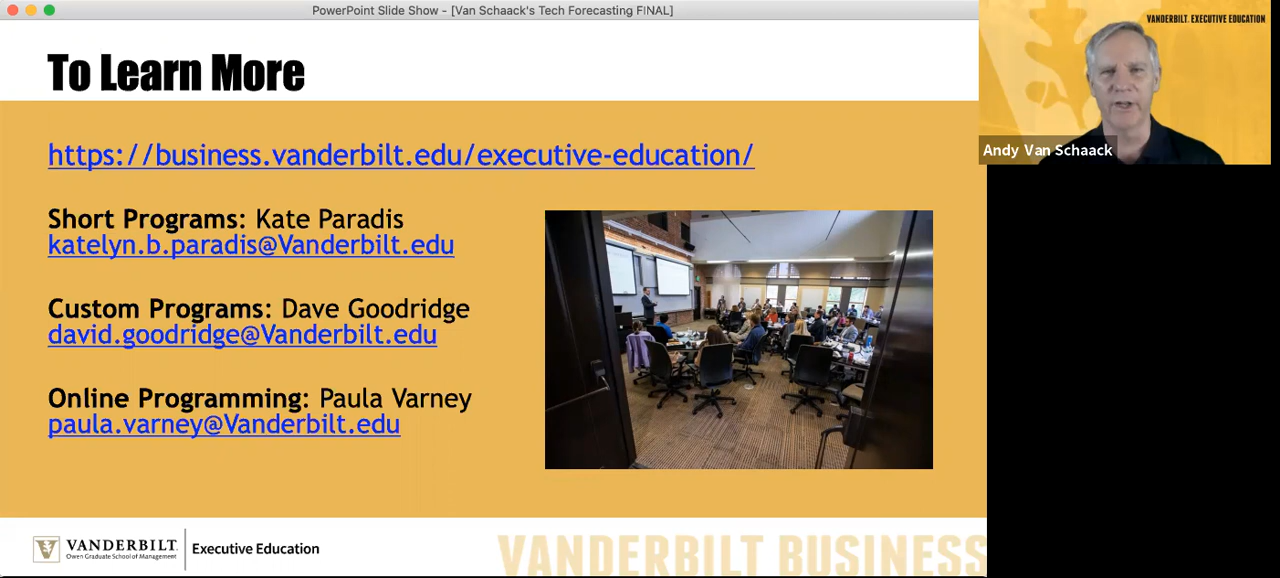 PowerPoint Slide Show - [Van Schaack's Tech Forecasting FINAL]
VANDERBILT. EXECUTIVE EDUCATION
To Learn More
Andy Van Schaack
https://business.vanderbilt.edu/executive-education/
Short Programs: Kate Paradis
katelyn.b.paradis@Vanderbilt.edu
Custom Programs: Dave Goodridge
david.goodridge@Vanderbilt.edu
Online Programming: Paula Varney
paula.varney@Vanderbilt.edu
VANDERBILT
Owen Graduate School of Management
Executive Education
VANDERBILT BUSINESS